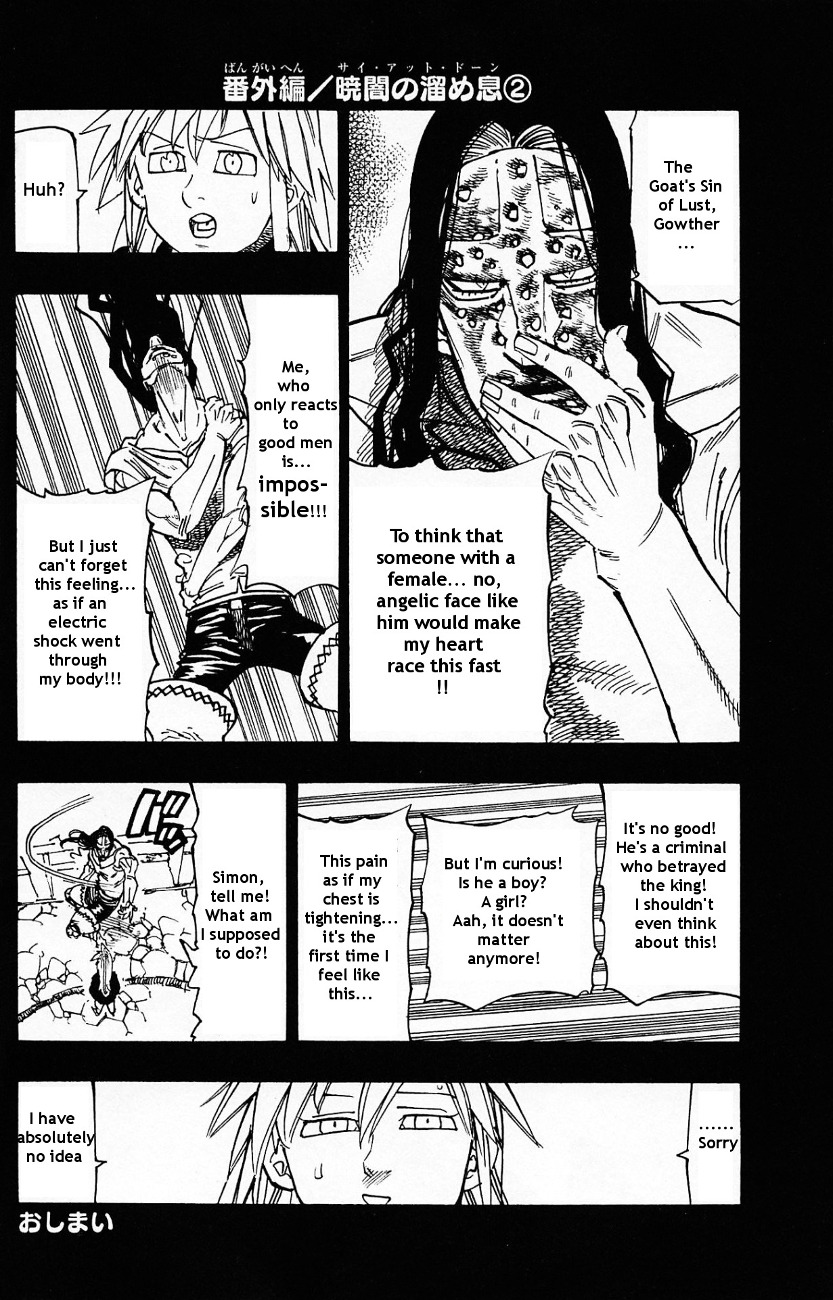 ばんがいへん サイ・アット・ドーン
番外編／暁闇の溜め息②
The
Goat's Sin
of Lust,
Gowther
...
To think that
someone with a
female... no,
angelic face like
him would make
my heart
race this fast
!!
Huh?
Me,
who
only reacts
to
good men
is...
impos-
sible!!!
But I just
can't forget
this feeling...
as if an
electric
shock went
through
my body!!!
It's no good!
He's a criminal
who betrayed
the king!
I shouldn't
even think
about this!
But I'm curious!
Is he a boy?
A girl?
Aah, it doesn't
matter
anymore!
This pain
as if my
chest is
tightening...
it's the
first time I
feel like
this...
Simon,
tell me!
What am
I supposed
to do?!
バッ
......
Sorry
I have
absolutely
no idea
おしまい